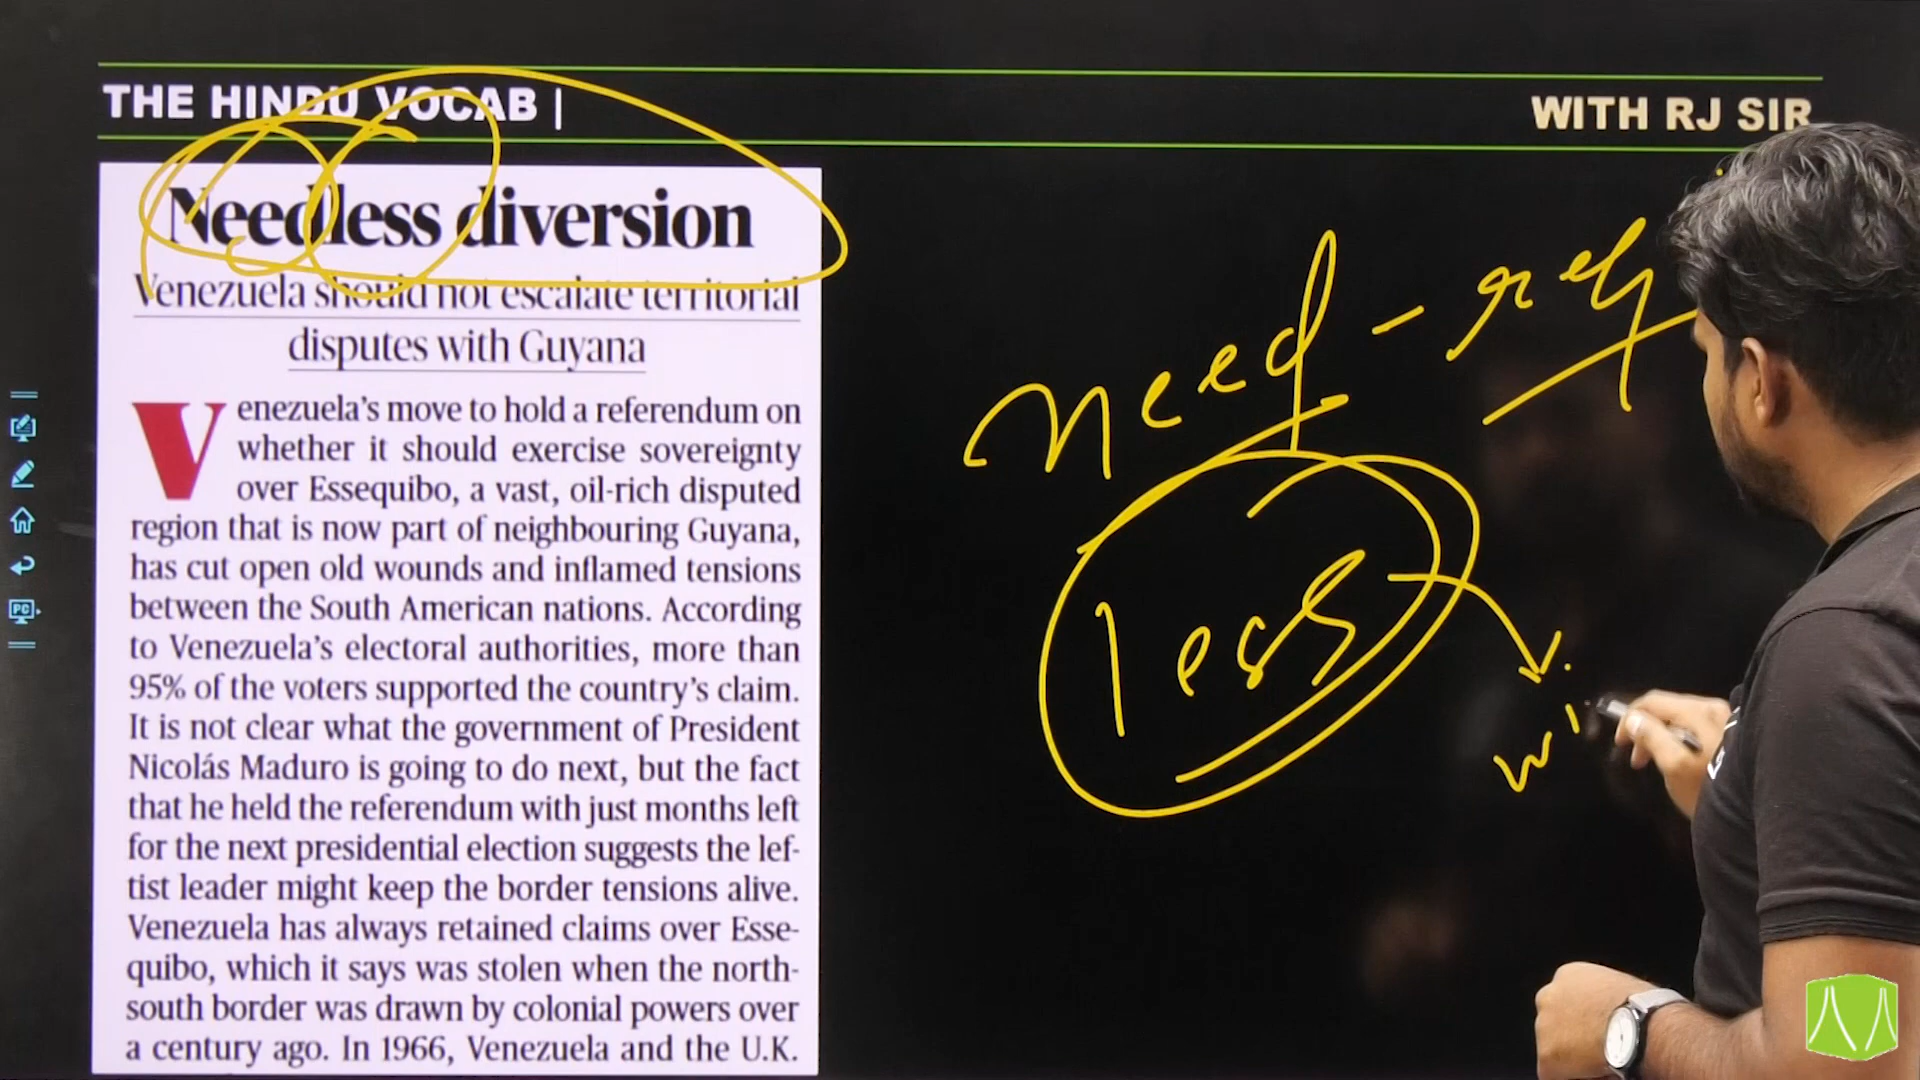 THE HINDU VOCAB |
WITH RJ SIR
Needless diversion
Venezuela should not escalate territorial
disputes with Guyana
Venezuela's move to hold a referendum on
whether it should exercise sovereignty
over Essequibo, a vast, oil-rich disputed
region that is now part of neighbouring Guyana,
has cut open old wounds and inflamed tensions
between the South American nations. According
to Venezuela's electoral authorities, more than
95% of the voters supported the country's claim.
It is not clear what the government of President
Nicolás Maduro is going to do next, but the fact
that he held the referendum with just months left
for the next presidential election suggests the lef-
tist leader might keep the border tensions alive.
Venezuela has always retained claims over Esse-
quibo, which it says was stolen when the north-
south border was drawn by colonial powers over
a century ago. In 1966, Venezuela and the U.K.
need - req
less
wi
PC